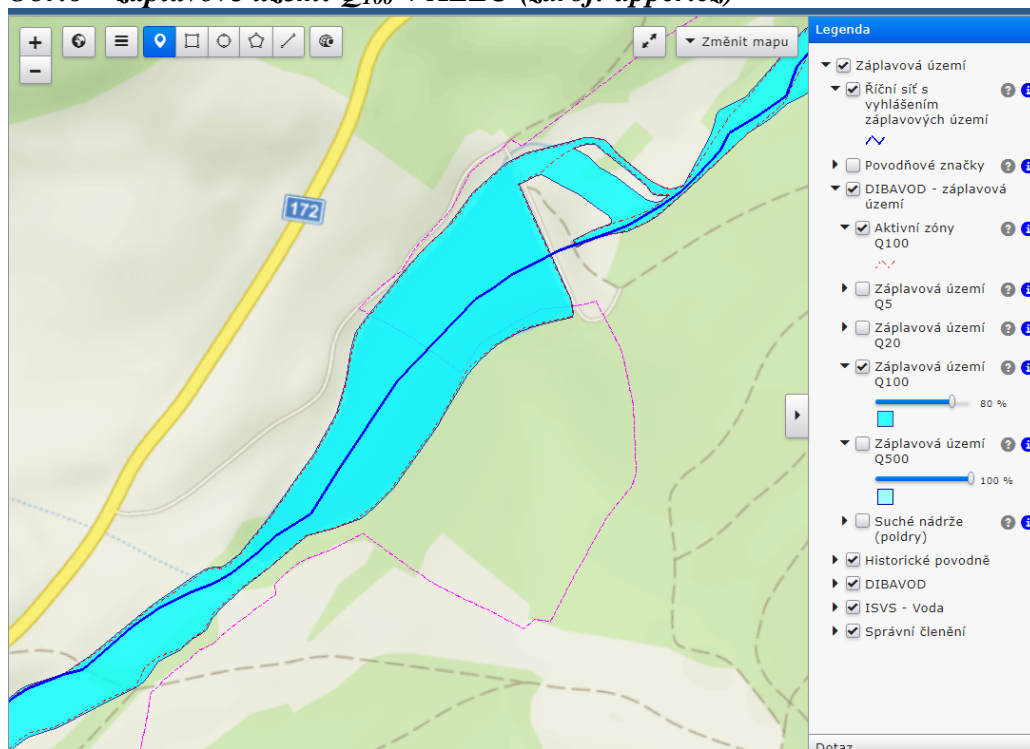 +
−
Změnit mapu
172
Legenda
Záplavová území
Říční síť s
vyhlášením
záplavových území
Povodňové značky
DIBAVOD - záplavová
území
Aktivní zóny
Q100
Záplavová území
Q5
Záplavová území
Q20
Záplavová území
Q100
80 %
Záplavová území
Q500
100 %
Suché nádrže
(poldry)
Historické povodně
DIBAVOD
ISVS - Voda
Správní členění